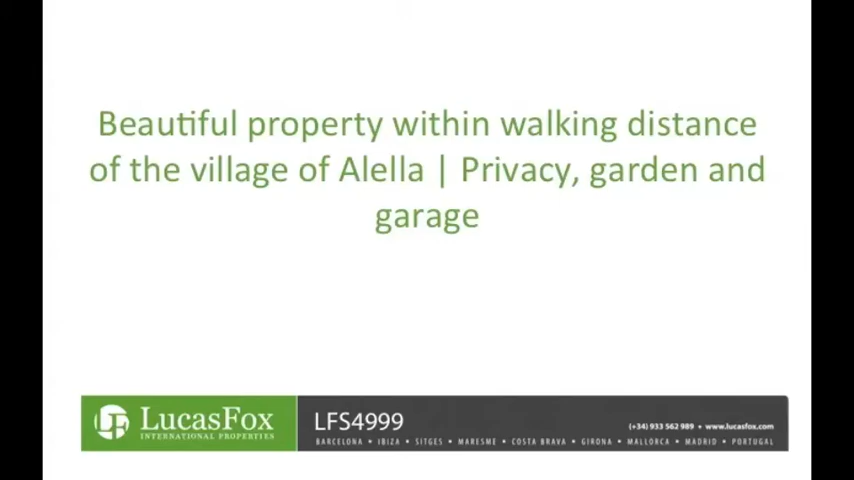 Beautiful property within walking distance
of the village of Alella | Privacy, garden and
garage
LucasFox
INTERNATIONAL PROPERTIES
LFS4999
(+34) 933 562 989 • www.lucasfox.com
BARCELONA • IBIZA • SITGES • MARESME • COSTA BRAVA • GIRONA • MALLORCA • MADRID • PORTUGAL